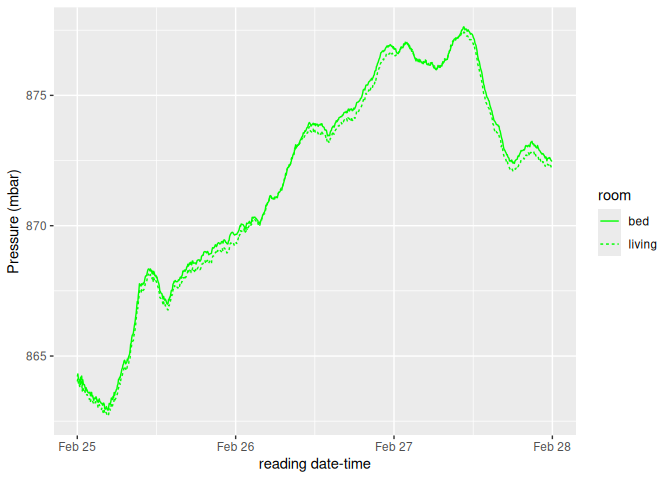 Pressure (mbar)
875
870
865
Feb 25
Feb 26
Feb 27
Feb 28
reading date-time
room
bed
living